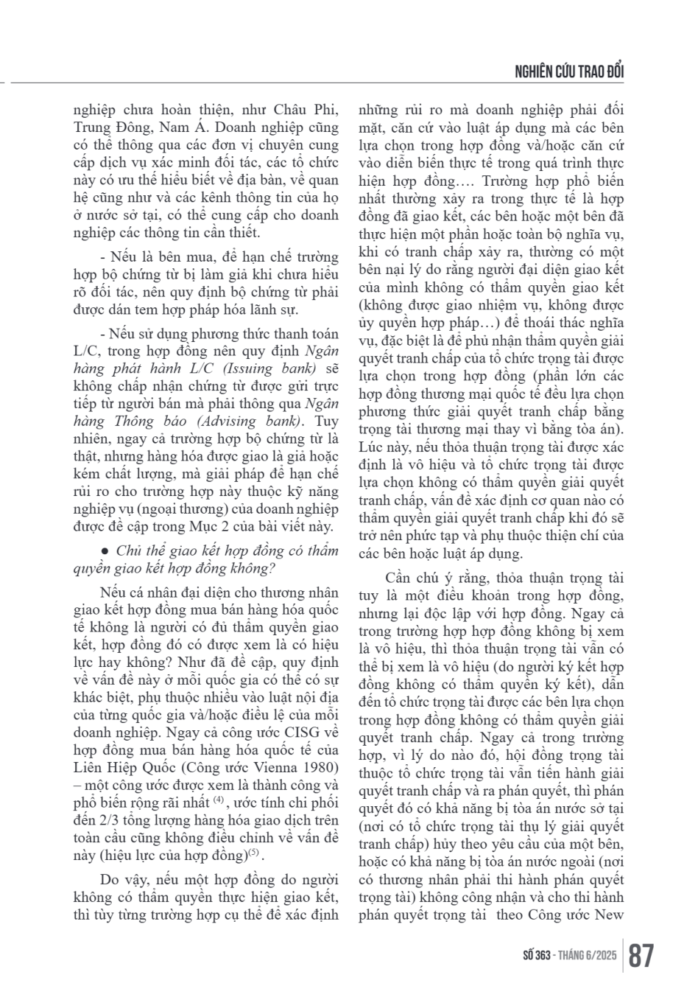 NGHIÊN CỨU TRAO ĐỔI
nghiệp chưa hoàn thiện, như Châu Phi,
Trung Đông, Nam Á. Doanh nghiệp cũng
có thể thông qua các đơn vị chuyên cung
cấp dịch vụ xác minh đối tác, các tổ chức
này có ưu thế hiểu biết về địa bàn, về quan
hệ cũng như và các kênh thông tin của họ
ở nước sở tại, có thể cung cấp cho doanh
nghiệp các thông tin cần thiết.
- Nếu là bên mua, để hạn chế trường
hợp bộ chứng từ bị làm giả khi chưa hiểu
rõ đối tác, nên quy định bộ chứng từ phải
được dán tem hợp pháp hóa lãnh sự.
- Nếu sử dụng phương thức thanh toán
L/C, trong hợp đồng nên quy định Ngân
hàng phát hành L/C (Issuing bank) sẽ
không chấp nhận chứng từ được gửi trực
tiếp từ người bán mà phải thông qua Ngân
hàng Thông báo (Advising bank). Tuy
nhiên, ngay cả trường hợp bộ chứng từ là
thật, nhưng hàng hóa được giao là giả hoặc
kém chất lượng, mà giải pháp để hạn chế
rủi ro cho trường hợp này thuộc kỹ năng
nghiệp vụ (ngoại thương) của doanh nghiệp
được đề cập trong Mục 2 của bài viết này.
● Chủ thể giao kết hợp đồng có thẩm
quyền giao kết hợp đồng không?
Nếu cá nhân đại diện cho thương nhân
giao kết hợp đồng mua bán hàng hóa quốc
tế không là người có đủ thẩm quyền giao
kết, hợp đồng đó có được xem là có hiệu
lực hay không? Như đã đề cập, quy định
về vấn đề này ở mỗi quốc gia có thể có sự
khác biệt, phụ thuộc nhiều vào luật nội địa
của từng quốc gia và/hoặc điều lệ của mỗi
doanh nghiệp. Ngay cả công ước CISG về
hợp đồng mua bán hàng hóa quốc tế của
Liên Hiệp Quốc (Công ước Vienna 1980)
– một công ước được xem là thành công và
phổ biến rộng rãi nhất (4), ước tính chi phối
đến 2/3 tổng lượng hàng hóa giao dịch trên
toàn cầu cũng không điều chỉnh về vấn đề
này (hiệu lực của hợp đồng)(5).
Do vậy, nếu một hợp đồng do người
không có thẩm quyền thực hiện giao kết,
thì tùy từng trường hợp cụ thể để xác định
những rủi ro mà doanh nghiệp phải đối
mặt, căn cứ vào luật áp dụng mà các bên
lựa chọn trong hợp đồng và/hoặc căn cứ
vào diễn biến thực tế trong quá trình thực
hiện hợp đồng…. Trường hợp phổ biến
nhất thường xảy ra trong thực tế là hợp
đồng đã giao kết, các bên hoặc một bên đã
thực hiện một phần hoặc toàn bộ nghĩa vụ,
khi có tranh chấp xảy ra, thường có một
bên nại lý do rằng người đại diện giao kết
của mình không có thẩm quyền giao kết
(không được giao nhiệm vụ, không được
ủy quyền hợp pháp…) để thoái thác nghĩa
vụ, đặc biệt là để phủ nhận thẩm quyền giải
quyết tranh chấp của tổ chức trọng tài được
lựa chọn trong hợp đồng (phần lớn các
hợp đồng thương mại quốc tế đều lựa chọn
phương thức giải quyết tranh chấp bằng
trọng tài thương mại thay vì bằng tòa án).
Lúc này, nếu thỏa thuận trọng tài được xác
định là vô hiệu và tổ chức trọng tài được
lựa chọn không có thẩm quyền giải quyết
tranh chấp, vấn đề xác định cơ quan nào có
thẩm quyền giải quyết tranh chấp khi đó sẽ
trở nên phức tạp và phụ thuộc thiện chí của
các bên hoặc luật áp dụng.
Cần chú ý rằng, thỏa thuận trọng tài
tuy là một điều khoản trong hợp đồng,
nhưng lại độc lập với hợp đồng. Ngay cả
trong trường hợp hợp đồng không bị xem
là vô hiệu, thì thỏa thuận trọng tài vẫn có
thể bị xem là vô hiệu (do người ký kết hợp
đồng không có thẩm quyền ký kết), dẫn
đến tổ chức trọng tài được các bên lựa chọn
trong hợp đồng không có thẩm quyền giải
quyết tranh chấp. Ngay cả trong trường
hợp, vì lý do nào đó, hội đồng trọng tài
thuộc tổ chức trọng tài vẫn tiến hành giải
quyết tranh chấp và ra phán quyết, thì phán
quyết đó có khả năng bị tòa án nước sở tại
(nơi có tổ chức trọng tài thụ lý giải quyết
tranh chấp) hủy theo yêu cầu của một bên,
hoặc có khả năng bị tòa án nước ngoài (nơi
có thương nhân phải thi hành phán quyết
trọng tài) không công nhận và cho thi hành
phán quyết trọng tài theo Công ước New
SỐ 363 - THÁNG 6/2025 87